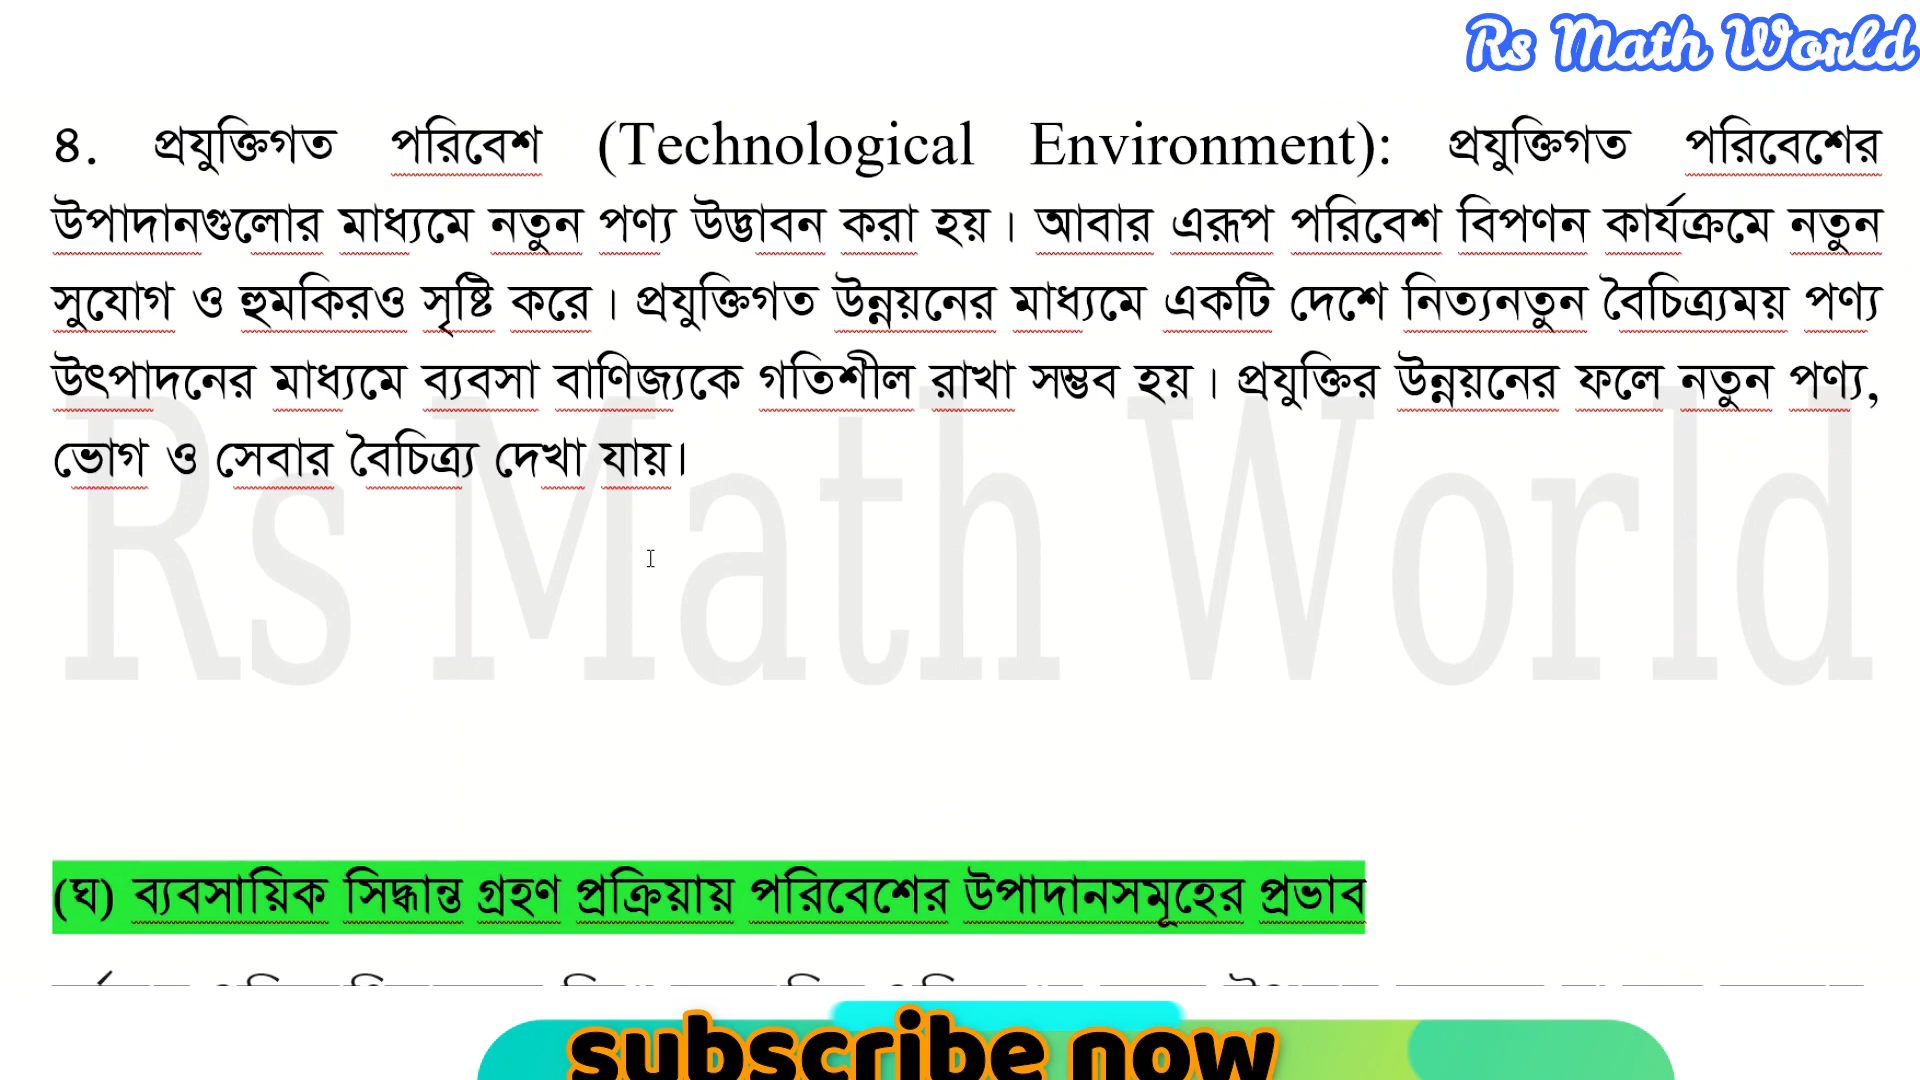 Rs Math World
৪. প্রযুক্তিগত পরিবেশ (Technological Environment): প্রযুক্তিগত পরিবেশের
উপাদানগুলোর মাধ্যমে নতুন পণ্য উদ্ভাবন করা হয়। আবার এরূপ পরিবেশ বিপণন কার্যক্রমে নতুন
সুযোগ ও হুমকিরও সৃষ্টি করে। প্রযুক্তিগত উন্নয়নের মাধ্যমে একটি দেশে নিত্যনতুন বৈচিত্র্যময় পণ্য
উৎপাদনের মাধ্যমে ব্যবসা বাণিজ্যকে গতিশীল রাখা সম্ভব হয়। প্রযুক্তির উন্নয়নের ফলে নতুন পণ্য,
ভোগ ও সেবার বৈচিত্র্য দেখা যায়।
Rs Math World
(ঘ) ব্যবসায়িক সিদ্ধান্ত গ্রহণ প্রক্রিয়ায় পরিবেশের উপাদানসমূহের প্রভাব
subscribe now